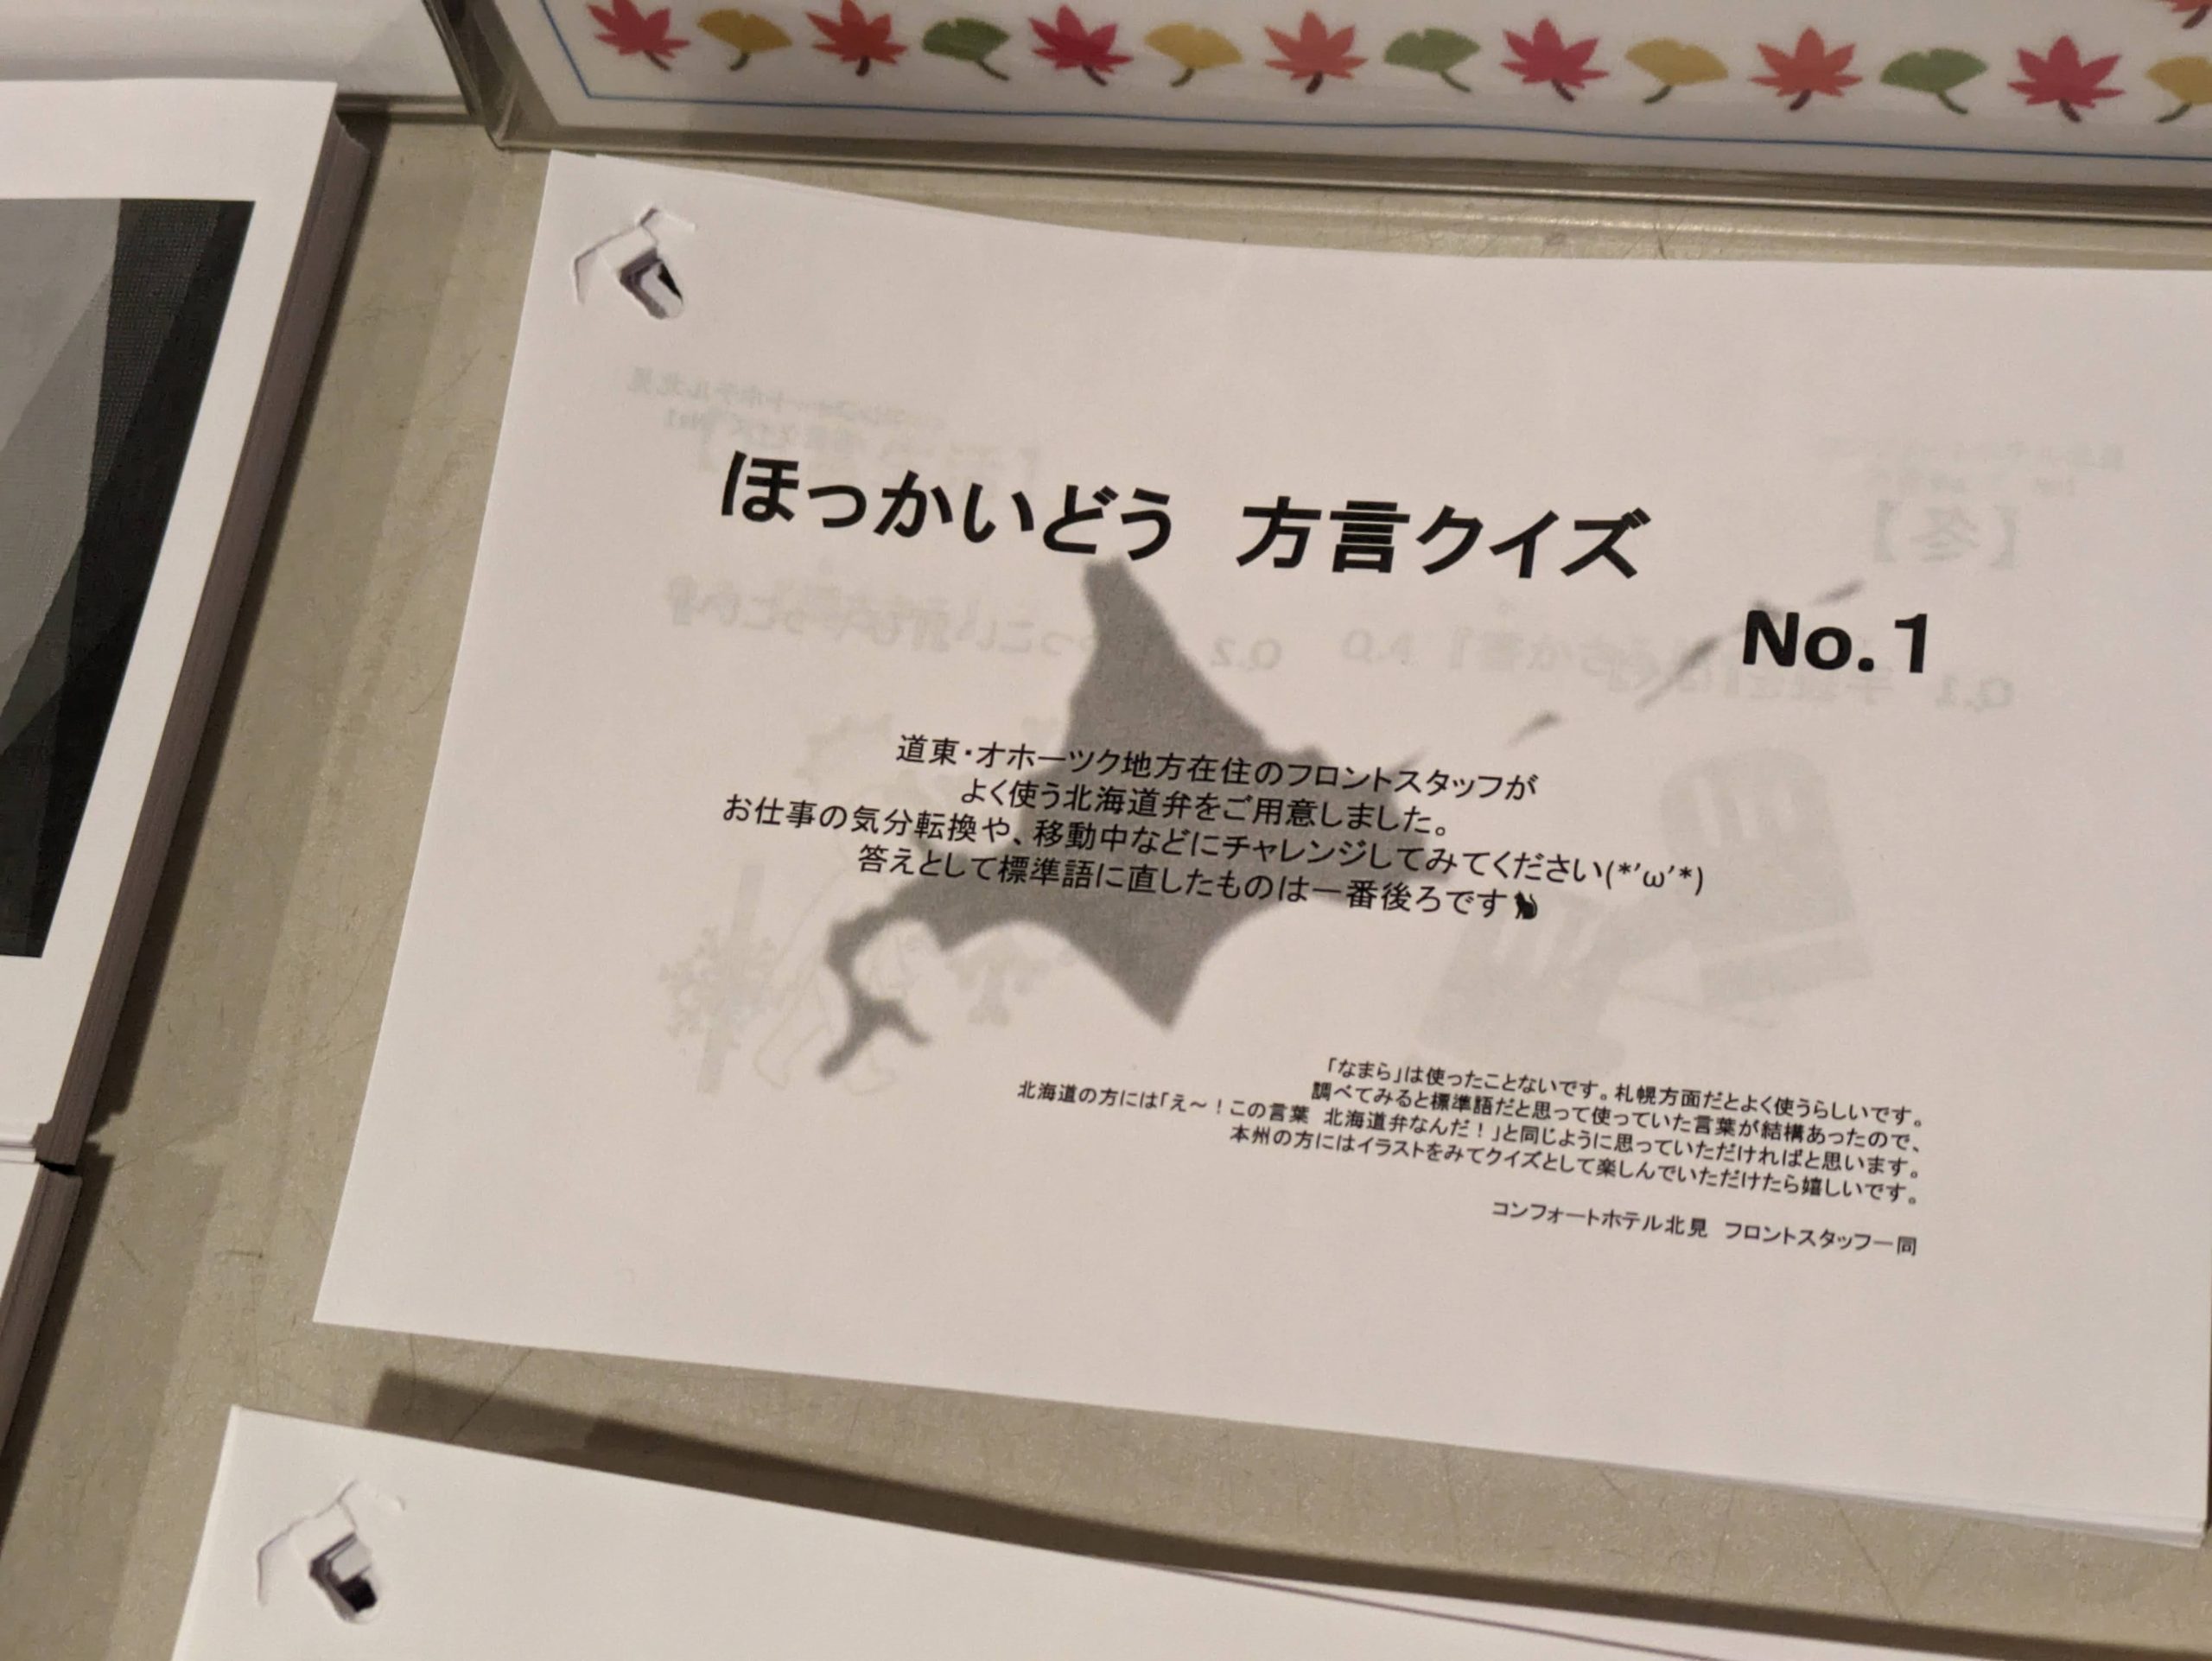 ほっかいどう 方言クイズ
No.1
道東・オホーツク地方在住のフロントスタッフが
よく使う北海道弁をご用意しました。
お仕事の気分転換や、移動中などにチャレンジしてみてください(*'ω'*)
答えとして標準語に直したものは一番後ろです🐈‍⬛
「なまら」は使ったことないです。札幌方面だとよく使うらしいです。
調べてみると標準語だと思って使っていた言葉が結構あったので、
北海道の方には「え～！この言葉 北海道弁なんだ！」と同じように思っていただければと思います。
本州の方にはイラストをみてクイズとして楽しんでいただけたら嬉しいです。
コンフォートホテル北見 フロントスタッフ一同
【冬】